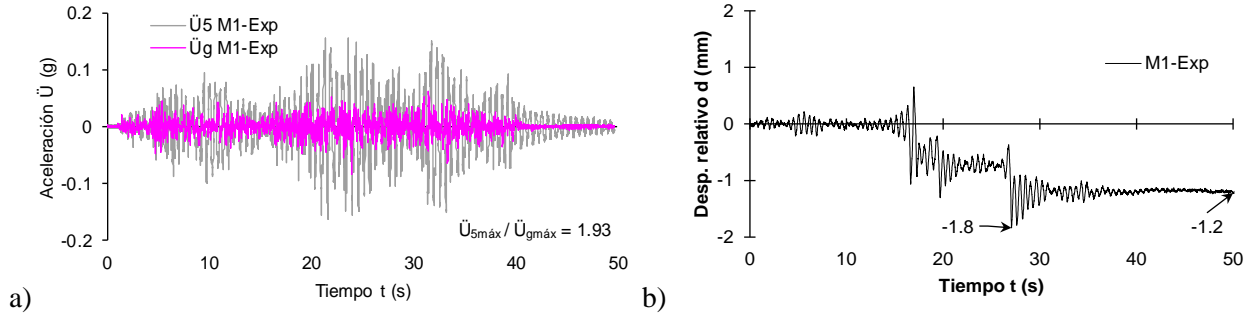 Ü5 M1-Exp
Üg M1-Exp
Aceleración Ü (g)
0.2
0.1
0
-0.1
-0.2
Ü5máx / Ügmáx = 1.93
0 10 20 30 40 50
Tiempo t (s)
a)
M1-Exp
Desp. relativo d (mm)
2
1
0
-1
-2
-1.8
-1.2
0 10 20 30 40 50
Tiempo t (s)
b)